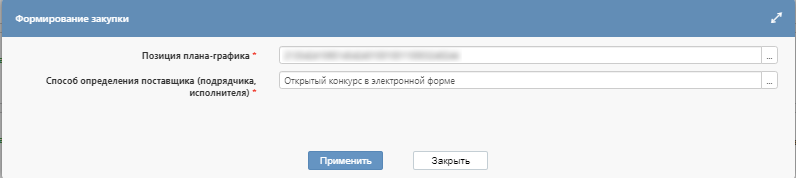 Формирование закупки
Позиция плана-графика *
...
Способ определения поставщика (подрядчика,
исполнителя) *
Открытый конкурс в электронной форме
...
Применить
Закрыть